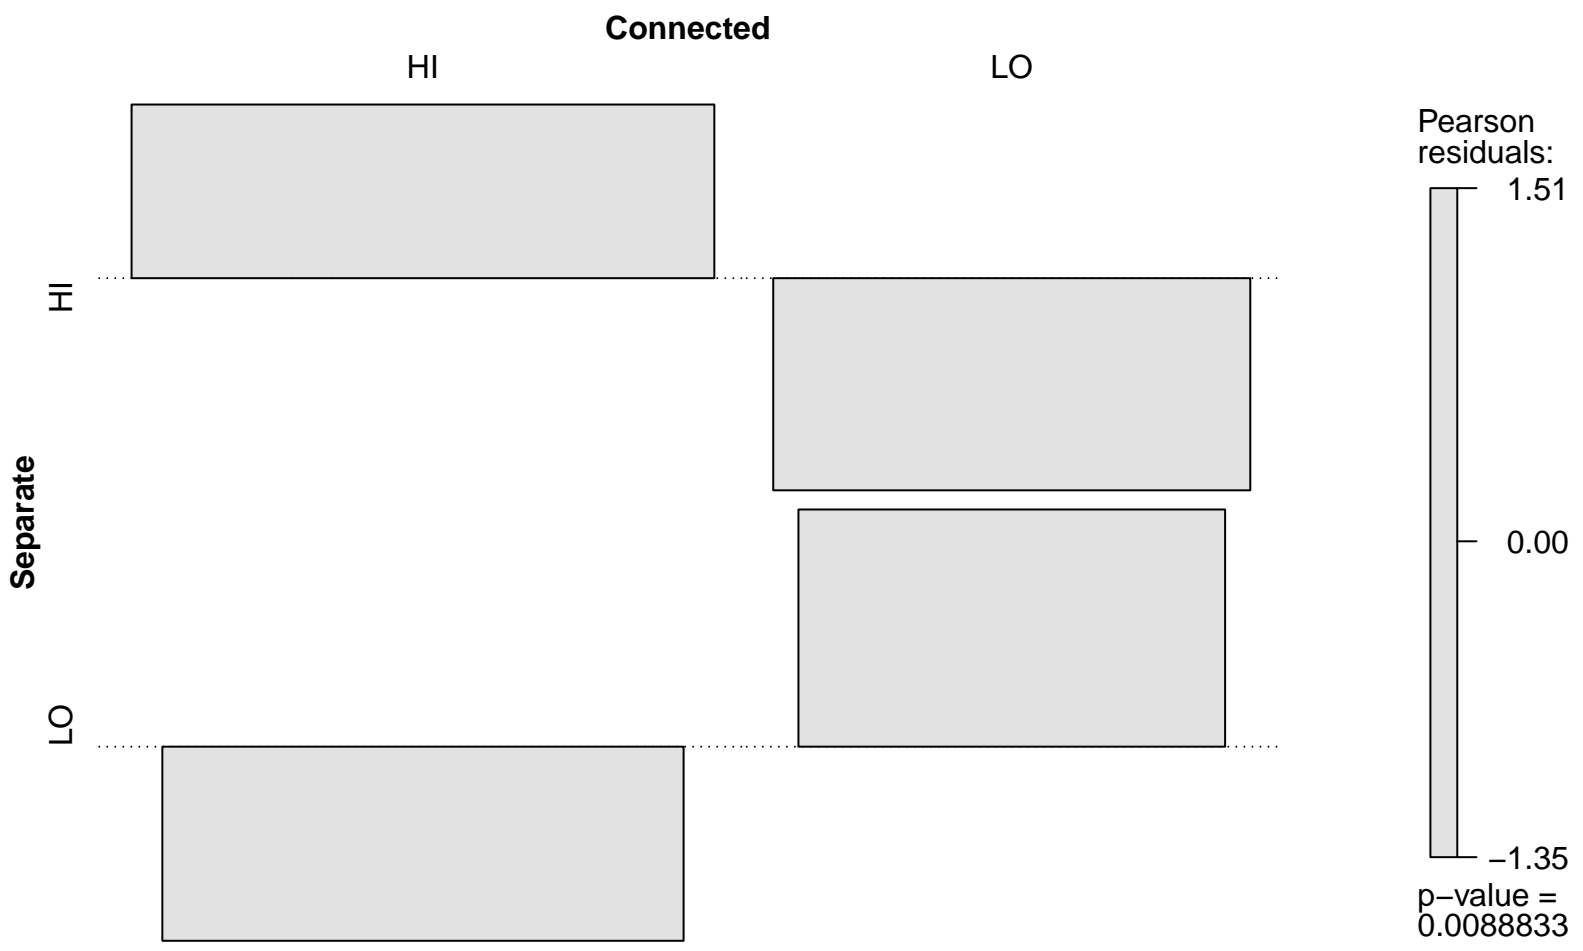 Connected
HI
LO
Pearson
residuals:
1.51
0.00
−1.35
p−value =
0.0088833
Separate
HI
LO